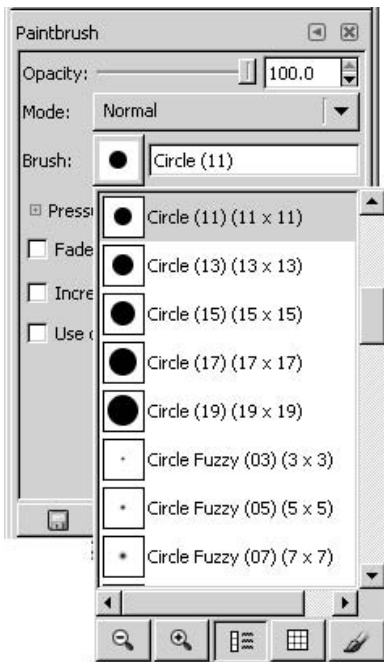 Paintbrush
Opacity: 100.0
Mode: Normal
Brush: Circle (11)
Circle (11) (11 x 11)
Circle (13) (13 x 13)
Fade
Circle (15) (15 x 15)
Incre
Use
Circle (17) (17 x 17)
Circle (19) (19 x 19)
Circle Fuzzy (03) (3 x 3)
Circle Fuzzy (05) (5 x 5)
Circle Fuzzy (07) (7 x 7)